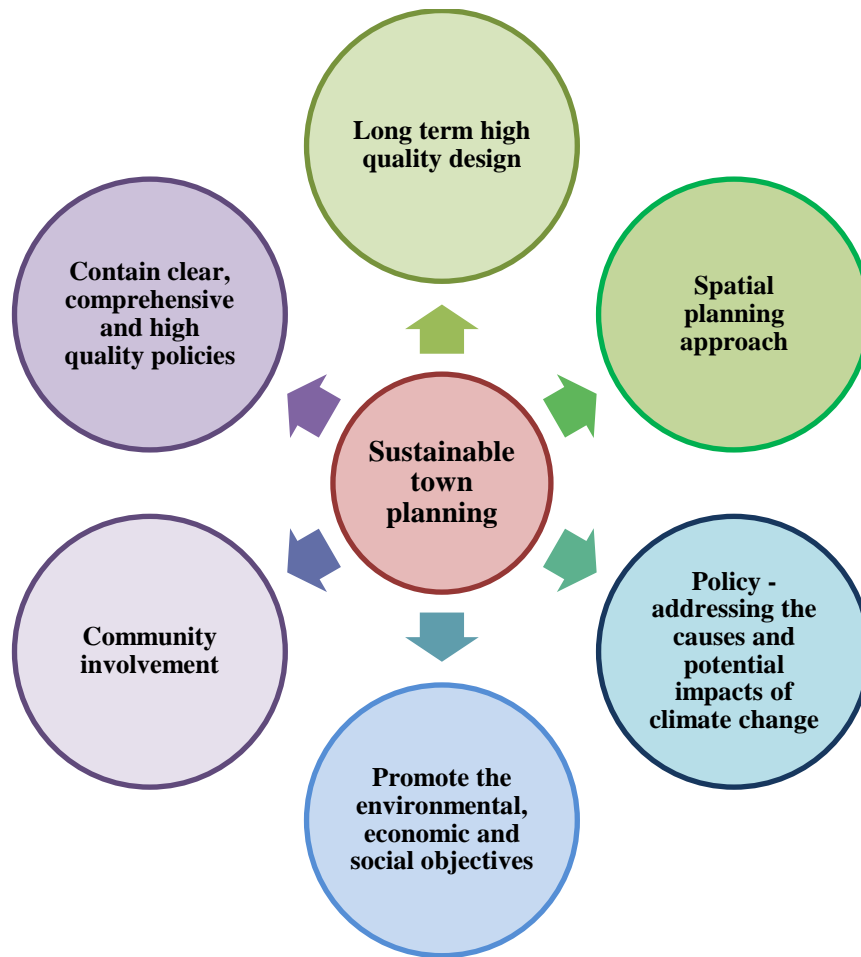 Long term high
quality design
Contain clear,
comprehensive
and high
quality policies
Spatial
planning
approach
Sustainable
town
planning
Community
involvement
Policy -
addressing the
causes and
potential
impacts of
climate change
Promote the
environmental,
economic and
social objectives